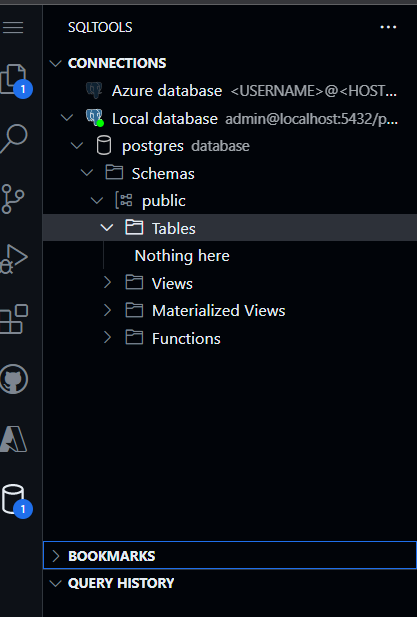 SQLTOOLS ...
CONNECTIONS
Azure database <USERNAME>@<HOST...
Local database admin@localhost:5432/p...
postgres database
Schemas
public
Tables
Nothing here
Views
Materialized Views
Functions
BOOKMARKS
QUERY HISTORY
1
1